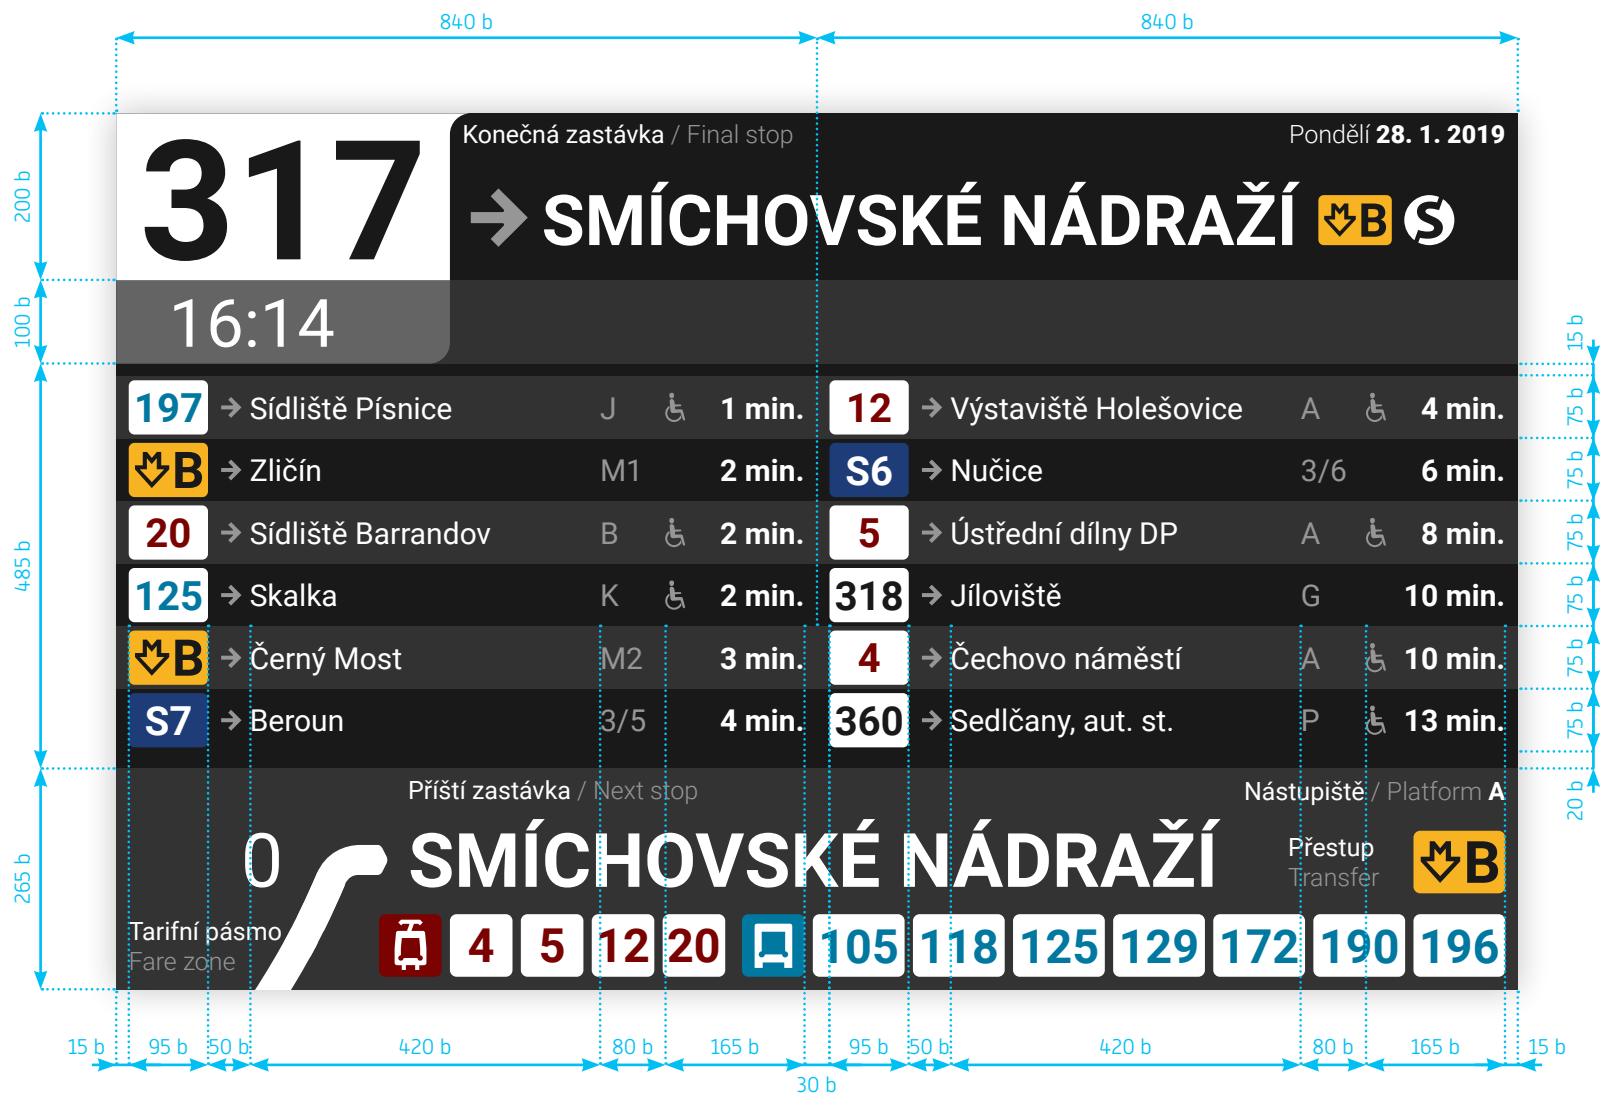 840 b 840 b
317
Konečná zastávka / Final stop
Pondělí 28. 1. 2019
200 b
→ SMÍCHOVSKÉ NÁDRAŽÍ M B S
100 b
16:14
15 b
485 b
197 → Sídliště Písnice J 1 min.
M B → Zličín M1 2 min.
20 → Sídliště Barrandov B 2 min.
125 → Skalka K 2 min.
M B → Černý Most M2 3 min.
S7 → Beroun 3/5 4 min.
12 → Výstaviště Holešovice A 4 min.
S6 → Nučice 3/6 6 min.
5 → Ústřední dílny DP A 8 min.
318 → Jíloviště G 10 min.
4 → Čechovo náměstí A 10 min.
360 → Sedlčany, aut. st. P 13 min.
75 b
75 b
75 b
75 b
75 b
75 b
20 b
265 b
Příští zastávka / Next stop
Nástupiště / Platform A
0
SMÍCHOVSKÉ NÁDRAŽÍ
Přestup
Transfer
M B
Tarifní pásmo
Fare zone
4 5 12 20 105 118 125 129 172 190 196
15 b 95 b 50 b 420 b 80 b 165 b 95 b 50 b 420 b 80 b 165 b 15 b
30 b